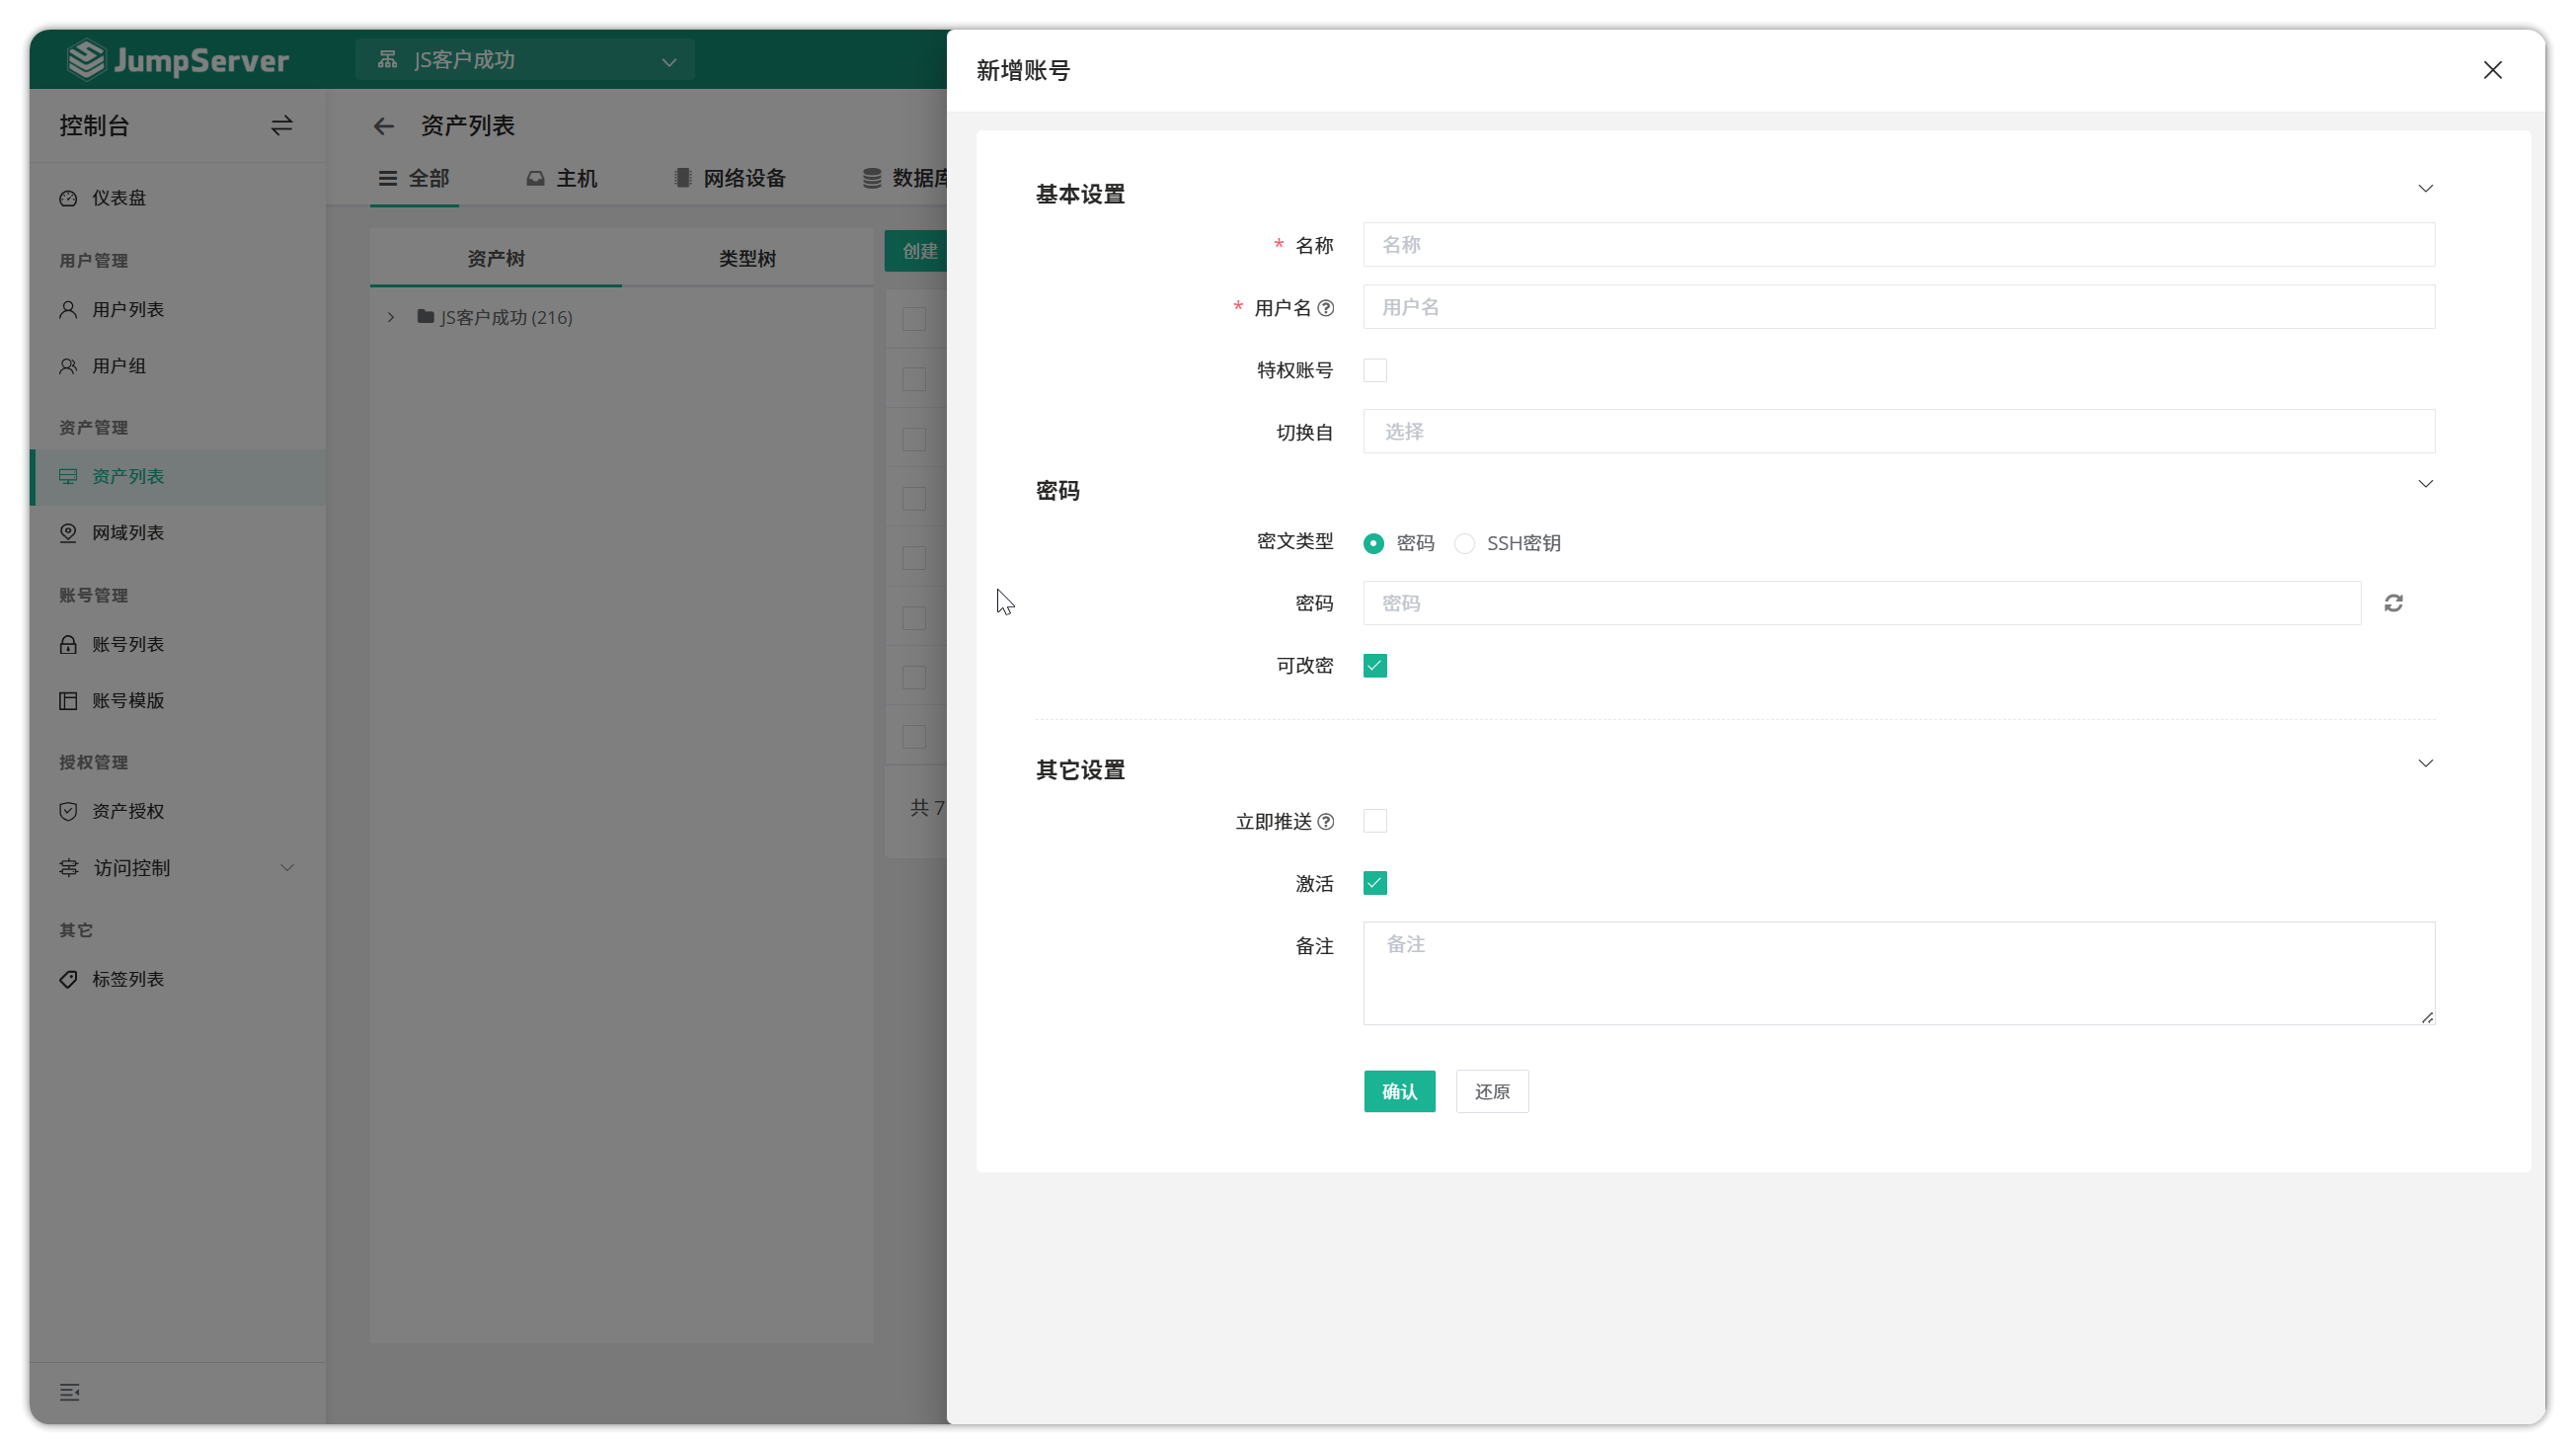 JumpServer
JS客户成功
控制台
仪表盘
用户管理
用户列表
用户组
资产管理
资产列表
网域列表
账号管理
账号列表
账号模版
授权管理
资产授权
访问控制
其它
标签列表
资产列表
全部
主机
网络设备
数据库
资产树
类型树
JS客户成功 (216)
创建
共 7
新增账号
基本设置
* 名称
名称
* 用户名
用户名
特权账号
切换自
选择
密码
密文类型
密码
SSH密钥
密码
密码
可改密
其它设置
立即推送
激活
备注
备注
确认
还原